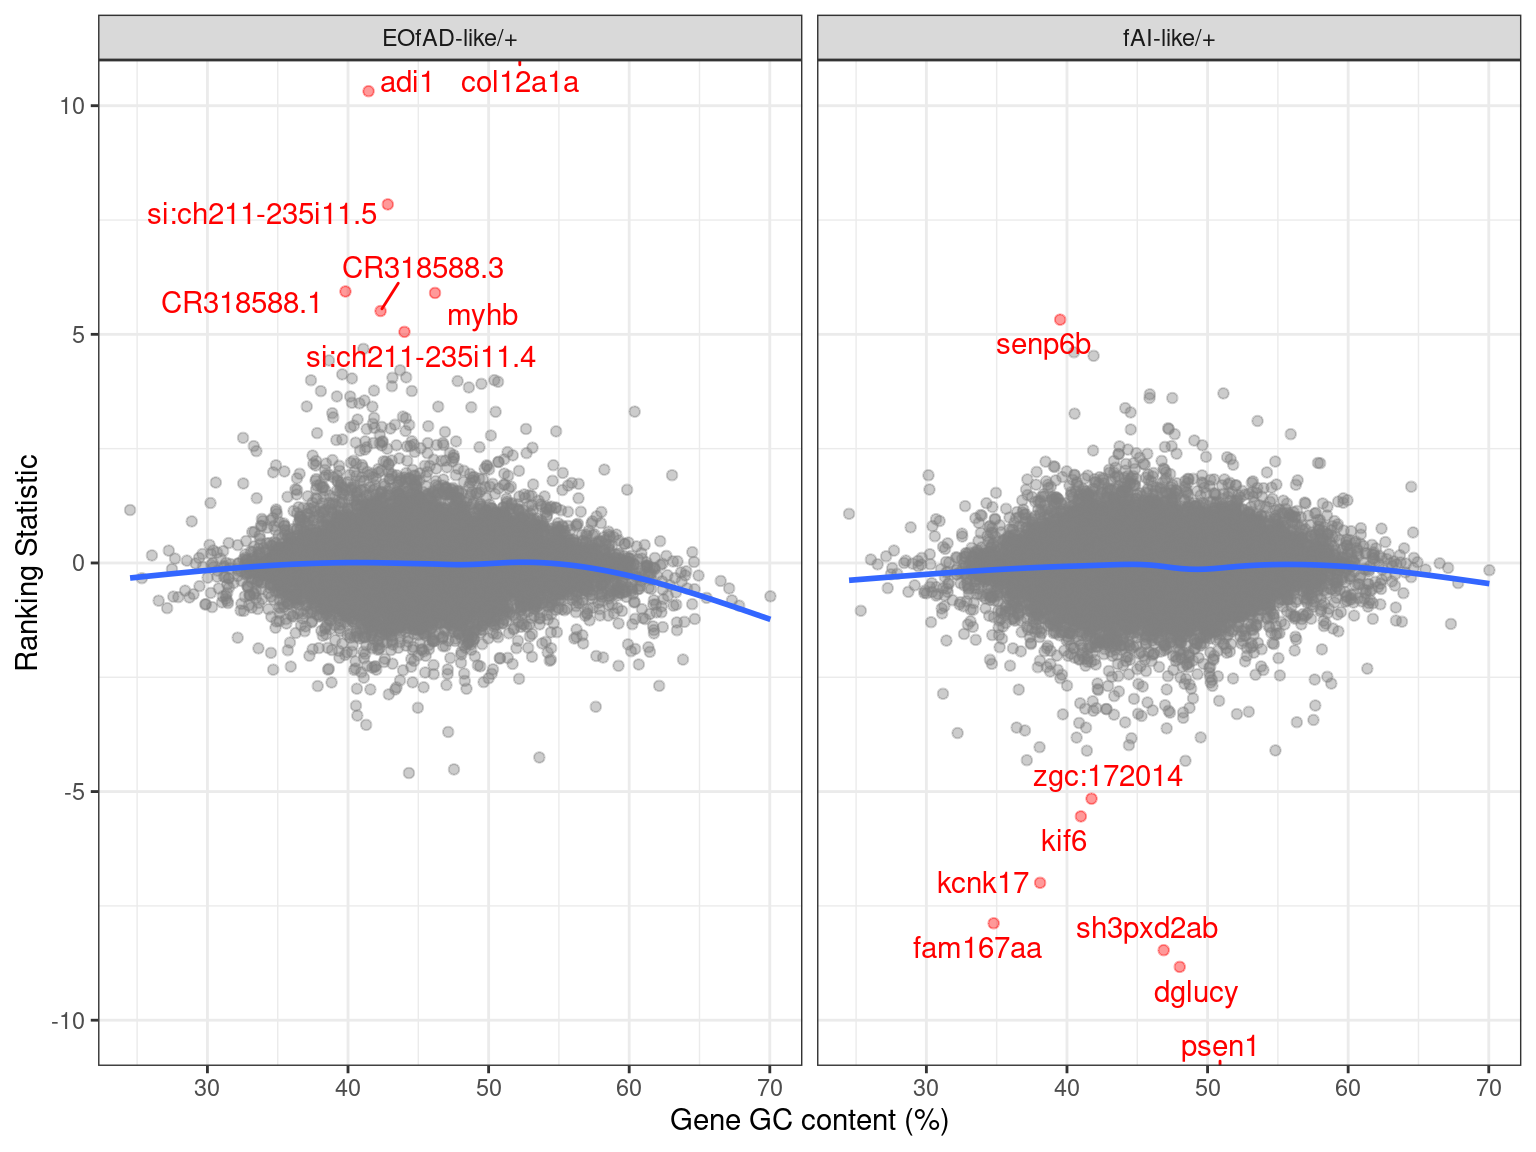 EOfAD-like/+
fAI-like/+
adi1
col12a1a
si:ch211-235i11.5
CR318588.3
CR318588.1
myhb
si:ch211-235i11.4
senp6b
zgc:172014
kif6
kcnk17
fam167aa
sh3pxd2ab
dglucy
psen1
10
5
0
-5
-10
Ranking Statistic
30 40 50 60 70
30 40 50 60 70
Gene GC content (%)